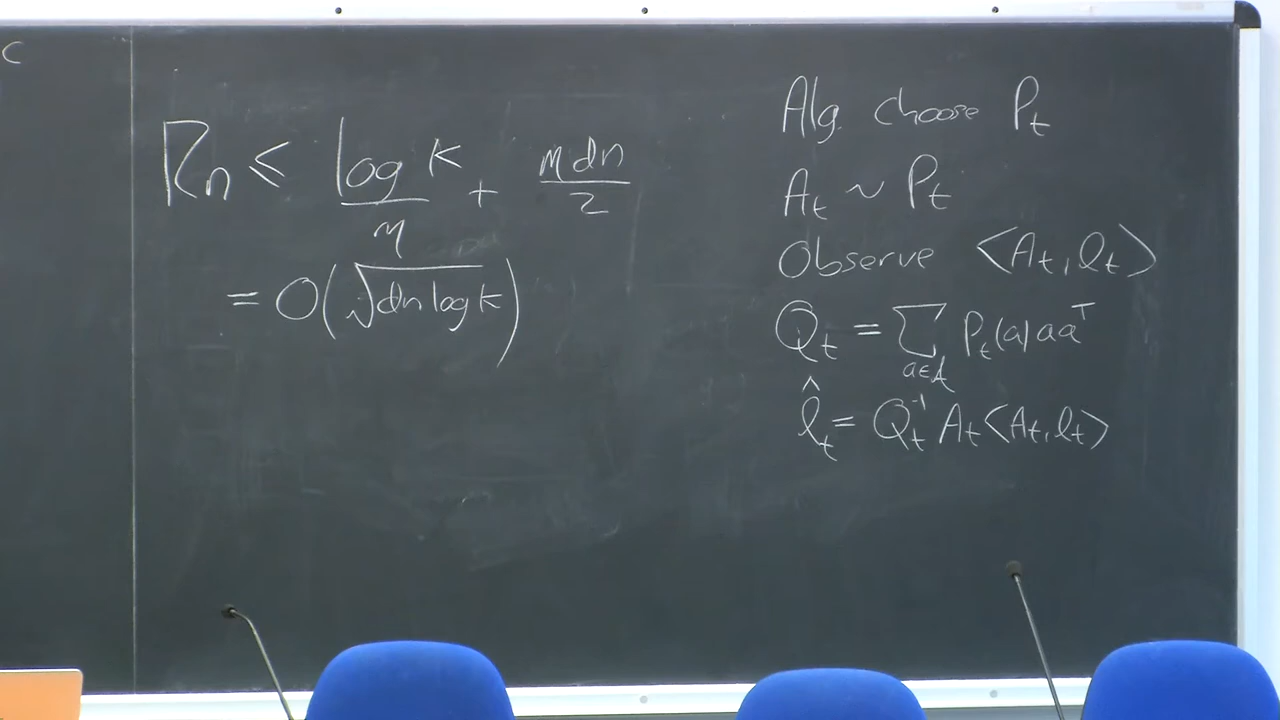 c
Rn ≤ log k / η + ηdn / 2
= O(√dn log k)
Alg. choose Pt
At ~ Pt
Observe <At, lt>
Qt = Σ a∈A Pt(a) aaᵀ
l̂t = Qt⁻¹ At <At, lt>